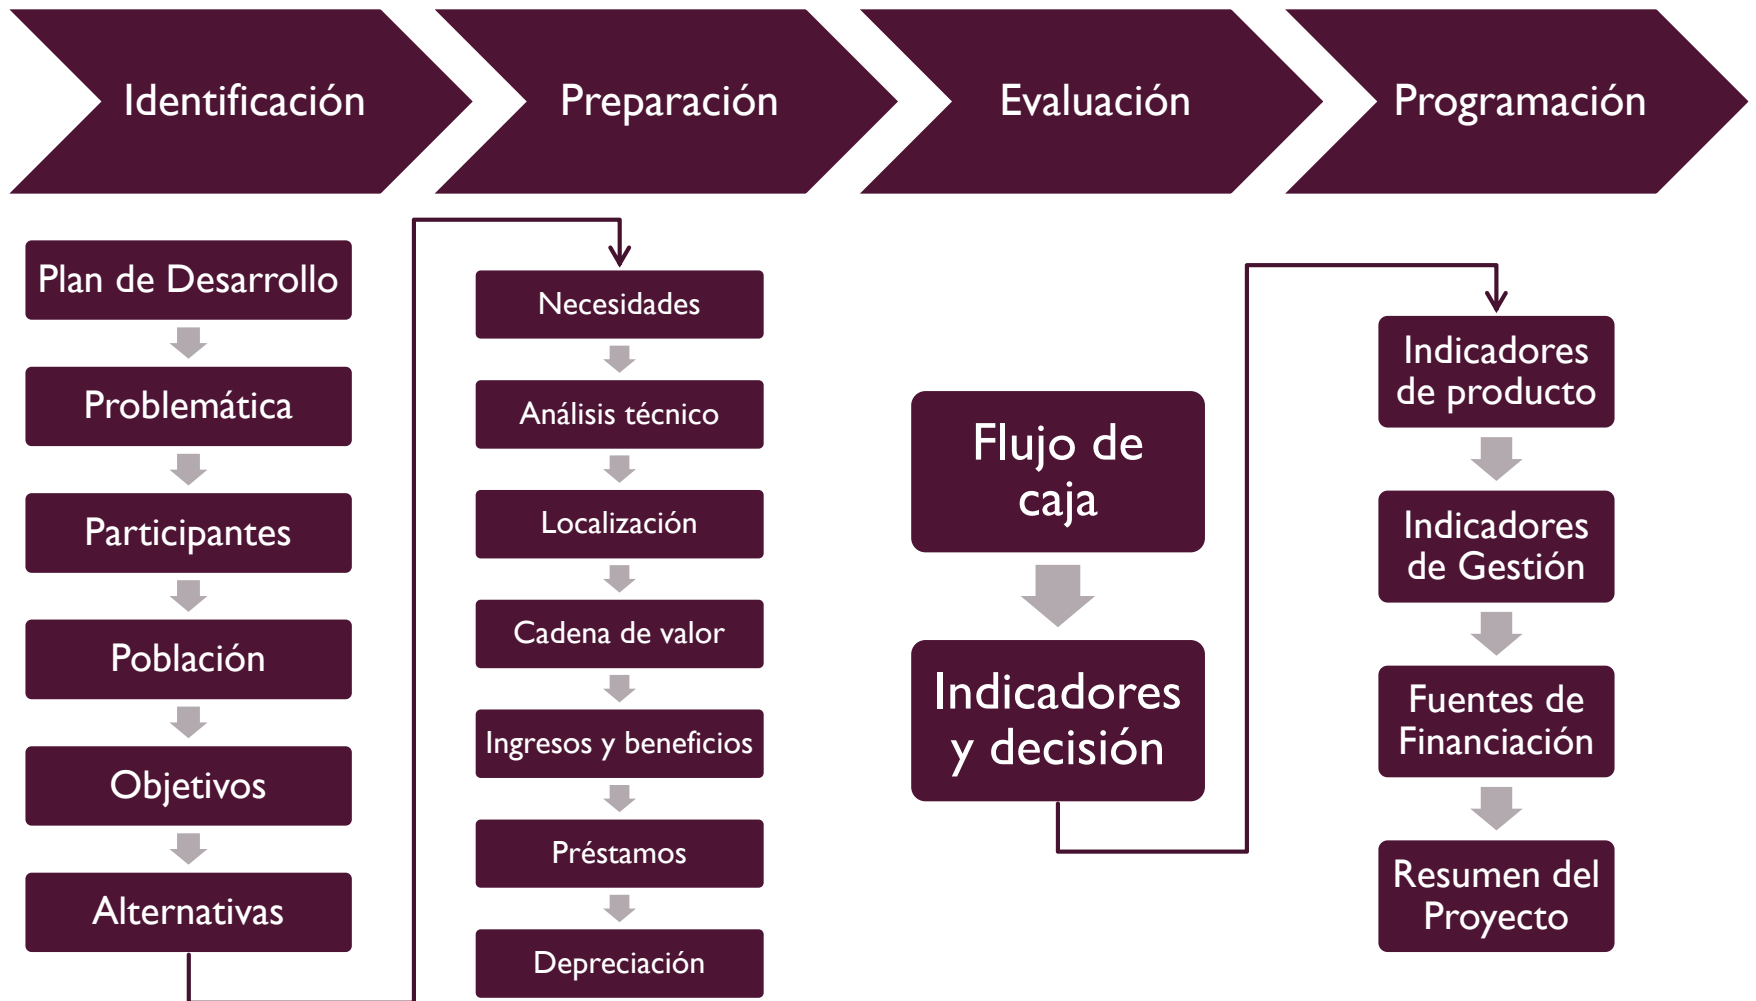 Identificación
Preparación
Evaluación
Programación
Plan de Desarrollo
Problemática
Participantes
Población
Objetivos
Alternativas
Necesidades
Análisis técnico
Localización
Cadena de valor
Ingresos y beneficios
Préstamos
Depreciación
Flujo de
caja
Indicadores
y decisión
Indicadores
de producto
Indicadores
de Gestión
Fuentes de
Financiación
Resumen del
Proyecto